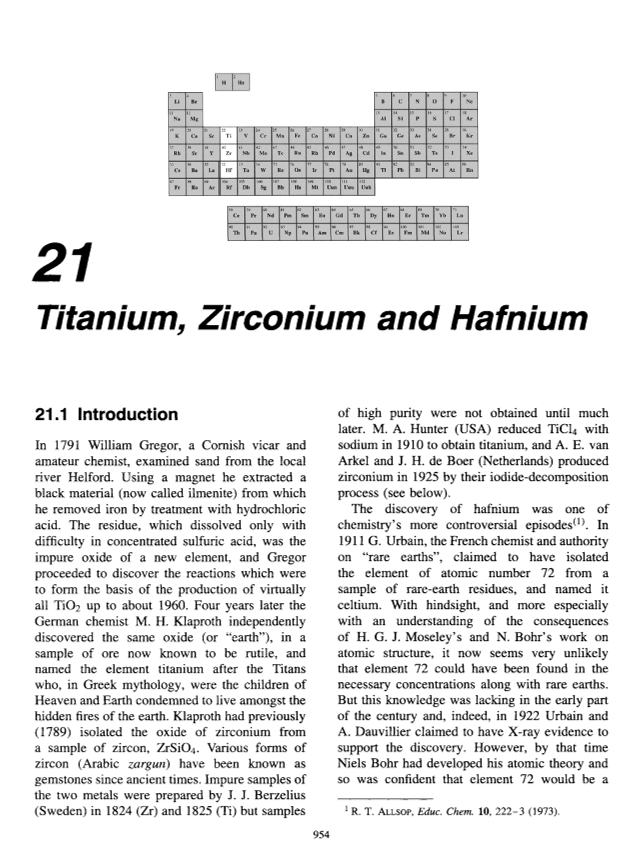 H He
Li Be B C N O F Ne
Na Mg Al Si P S Cl Ar
K Ca Sc Ti V Cr Mn Fe Co Ni Cu Zn Ga Ge As Se Br Kr
Rb Sr Y Zr Nb Mo Tc Ru Rh Pd Ag Cd In Sn Sb Te I Xe
Cs Ba La Hf Ta W Re Os Ir Pt Au Hg Tl Pb Bi Po At Rn
Fr Ra Ac Rf Db Sg Bh Hs Mt Uun Uuu Uub
Ce Pr Nd Pm Sm Eu Gd Tb Dy Ho Er Tm Yb Lu
Th Pa U Np Pu Am Cm Bk Cf Es Fm Md No Lr
21
Titanium, Zirconium and Hafnium
21.1 Introduction
In 1791 William Gregor, a Cornish vicar and
amateur chemist, examined sand from the local
river Helford. Using a magnet he extracted a
black material (now called ilmenite) from which
he removed iron by treatment with hydrochloric
acid. The residue, which dissolved only with
difficulty in concentrated sulfuric acid, was the
impure oxide of a new element, and Gregor
proceeded to discover the reactions which were
to form the basis of the production of virtually
all TiO₂ up to about 1960. Four years later the
German chemist M. H. Klaproth independently
discovered the same oxide (or “earth”), in a
sample of ore now known to be rutile, and
named the element titanium after the Titans
who, in Greek mythology, were the children of
Heaven and Earth condemned to live amongst the
hidden fires of the earth. Klaproth had previously
(1789) isolated the oxide of zirconium from
a sample of zircon, ZrSiO₄. Various forms of
zircon (Arabic zargun) have been known as
gemstones since ancient times. Impure samples of
the two metals were prepared by J. J. Berzelius
(Sweden) in 1824 (Zr) and 1825 (Ti) but samples
of high purity were not obtained until much
later. M. A. Hunter (USA) reduced TiCl₄ with
sodium in 1910 to obtain titanium, and A. E. van
Arkel and J. H. de Boer (Netherlands) produced
zirconium in 1925 by their iodide-decomposition
process (see below).
The discovery of hafnium was one of
chemistry’s more controversial episodes⁽¹⁾. In
1911 G. Urbain, the French chemist and authority
on “rare earths”, claimed to have isolated
the element of atomic number 72 from a
sample of rare-earth residues, and named it
celtium. With hindsight, and more especially
with an understanding of the consequences
of H. G. J. Moseley’s and N. Bohr’s work on
atomic structure, it now seems very unlikely
that element 72 could have been found in the
necessary concentrations along with rare earths.
But this knowledge was lacking in the early part
of the century and, indeed, in 1922 Urbain and
A. Dauvillier claimed to have X-ray evidence to
support the discovery. However, by that time
Niels Bohr had developed his atomic theory and
so was confident that element 72 would be a
¹ R. T. ALLSOP, Educ. Chem. 10, 222–3 (1973).
954